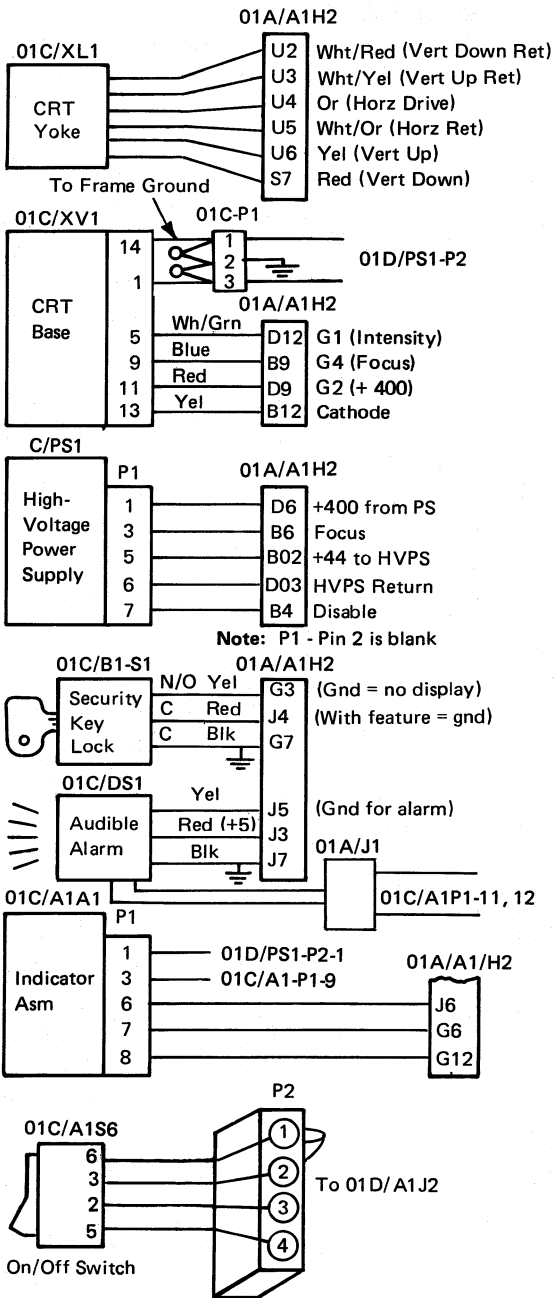 01A/A1H2
01C/XL1
CRT
Yoke
U2 Wht/Red (Vert Down Ret)
U3 Wht/Yel (Vert Up Ret)
U4 Or (Horz Drive)
U5 Wht/Or (Horz Ret)
U6 Yel (Vert Up)
S7 Red (Vert Down)
To Frame Ground
01C/XV1
01C-P1
CRT
Base
14
1
1
2
3
01D/PS1-P2
01A/A1H2
5 Wh/Grn D12 G1 (Intensity)
9 Blue B9 G4 (Focus)
11 Red D9 G2 (+ 400)
13 Yel B12 Cathode
C/PS1
P1
01A/A1H2
High-
Voltage
Power
Supply
1 D6 +400 from PS
3 B6 Focus
5 B02 +44 to HVPS
6 D03 HVPS Return
7 B4 Disable
Note: P1 - Pin 2 is blank
01C/B1-S1
01A/A1H2
Security
Key
Lock
N/O Yel G3 (Gnd = no display)
C Red J4 (With feature = gnd)
C Blk G7
01C/DS1
Audible
Alarm
Yel J5 (Gnd for alarm)
Red (+5) J3
Blk J7
01A/J1
01C/A1P1-11, 12
01C/A1A1
P1
Indicator
Asm
1 01D/PS1-P2-1
3 01C/A1-P1-9
01A/A1/H2
6 J6
7 G6
8 G12
P2
01C/A1S6
6 1
3 2
2 3
5 4
To 01D/A1J2
On/Off Switch